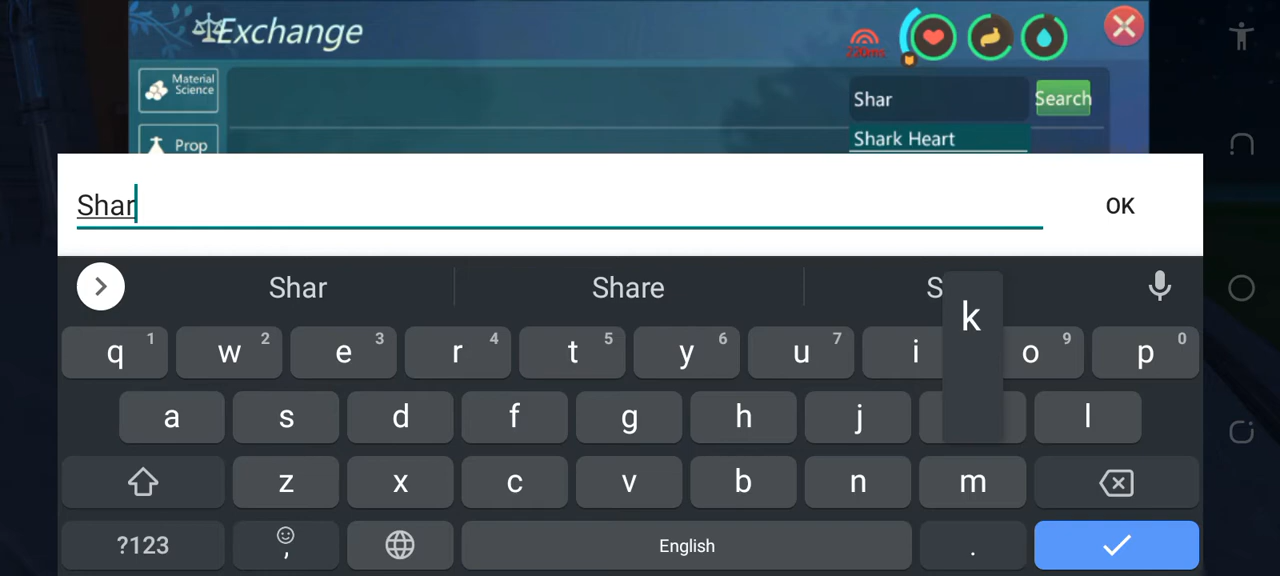 Exchange
220ms
Material
Science
Shar
Search
Prop
Shark Heart
Shar
OK
Shar
Share
S
k
q 1 w 2 e 3 r 4 t 5 y 6 u 7 i o 9 p 0
a s d f g h j l
z x c v b n m
?123
,
English
.